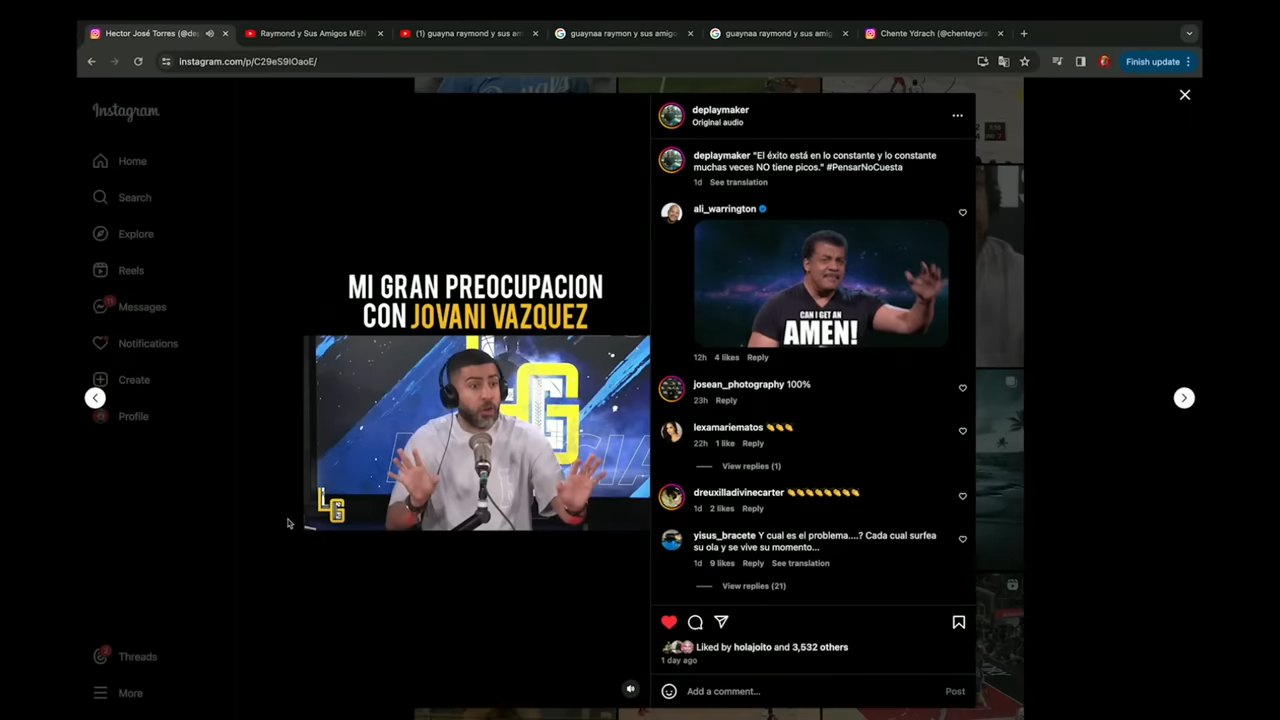 Hector José Torres (@de
Raymond y Sus Amigos MEN
(1) guayna raymond y sus am
guaynaa raymon y sus amig
guaynaa raymond y sus amig
Chente Ydrach (@chenteydra
instagram.com/p/C29eS9IOaoE/
Finish update
Instagram
Home
Search
Explore
Reels
11
Messages
Notifications
Create
Profile
2
Threads
More
MI GRAN PREOCUPACION
CON JOVANI VAZQUEZ
LG
deplaymaker
Original audio
deplaymaker "El éxito está en lo constante y lo constante
muchas veces NO tiene picos." #PensarNoCuesta
1d See translation
ali_warrington
CAN I GET AN
AMEN!
12h 4 likes Reply
josean_photography 100%
23h Reply
lexamariematos 👏👏👏
22h 1 like Reply
View replies (1)
dreuxilladivinecarter 👏👏👏👏👏👏👏👏
1d 2 likes Reply
yisus_bracete Y cual es el problema....? Cada cual surfea
su ola y se vive su momento...
1d 9 likes Reply See translation
View replies (21)
Liked by holajoito and 3,532 others
1 day ago
Add a comment...
Post